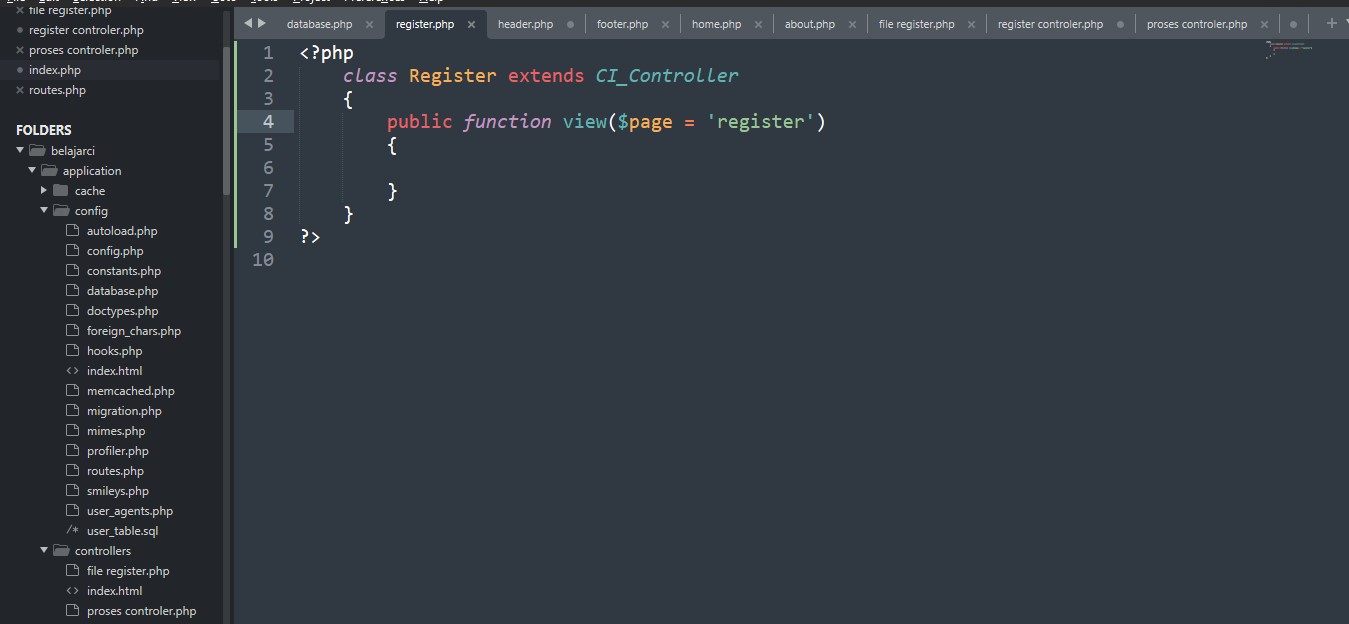 file register.php
register controler.php
proses controler.php
index.php
routes.php
FOLDERS
belajarci
application
cache
config
autoload.php
config.php
constants.php
database.php
doctypes.php
foreign_chars.php
hooks.php
<> index.html
memcached.php
migration.php
mimes.php
profiler.php
routes.php
smileys.php
user_agents.php
/* user_table.sql
controllers
file register.php
<> index.html
proses controler.php
database.php register.php header.php footer.php home.php about.php file register.php register controler.php proses controler.php
1 <?php
2 class Register extends CI_Controller
3 {
4 public function view($page = 'register')
5 {
6
7 }
8 }
9 ?>
10